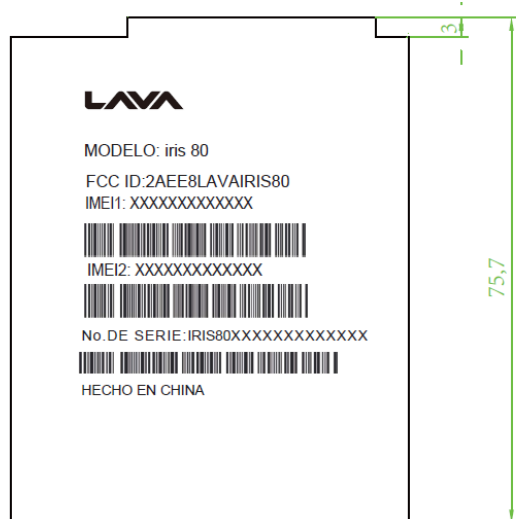 3
LAVA
MODELO: iris 80
FCC ID:2AEE8LAVAIRIS80
IMEI1: XXXXXXXXXXXXX
IMEI2: XXXXXXXXXXXXX
75,7
No.DE SERIE:IRIS80XXXXXXXXXXXXX
HECHO EN CHINA